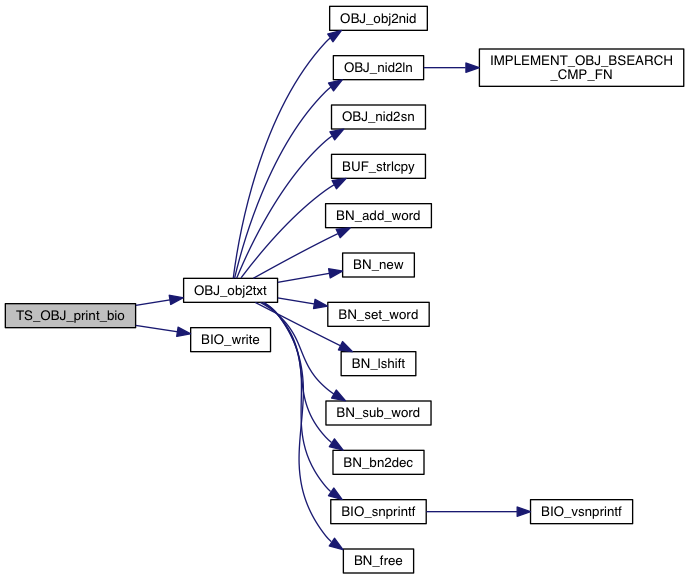 OBJ_obj2nid
OBJ_nid2ln
IMPLEMENT_OBJ_BSEARCH
_CMP_FN
OBJ_nid2sn
BUF_strlcpy
BN_add_word
BN_new
OBJ_obj2txt
TS_OBJ_print_bio
BN_set_word
BIO_write
BN_lshift
BN_sub_word
BN_bn2dec
BIO_snprintf
BIO_vsnprintf
BN_free